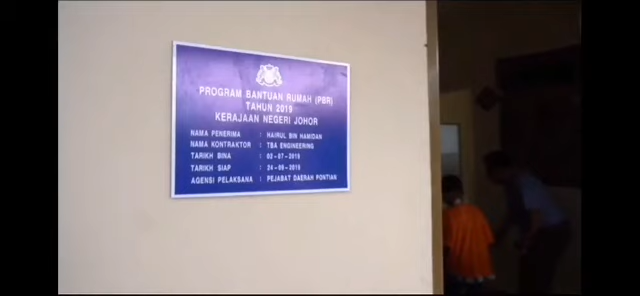 PROGRAM BANTUAN RUMAH (PBR)
TAHUN 2019
KERAJAAN NEGERI JOHOR
NAMA PENERIMA : HAIRUL BIN HAMIDAN
NAMA KONTRAKTOR : TBA ENGINEERING
TARIKH BINA : 02-07-2019
TARIKH SIAP : 24-09-2019
AGENSI PELAKSANA : PEJABAT DAERAH PONTIAN